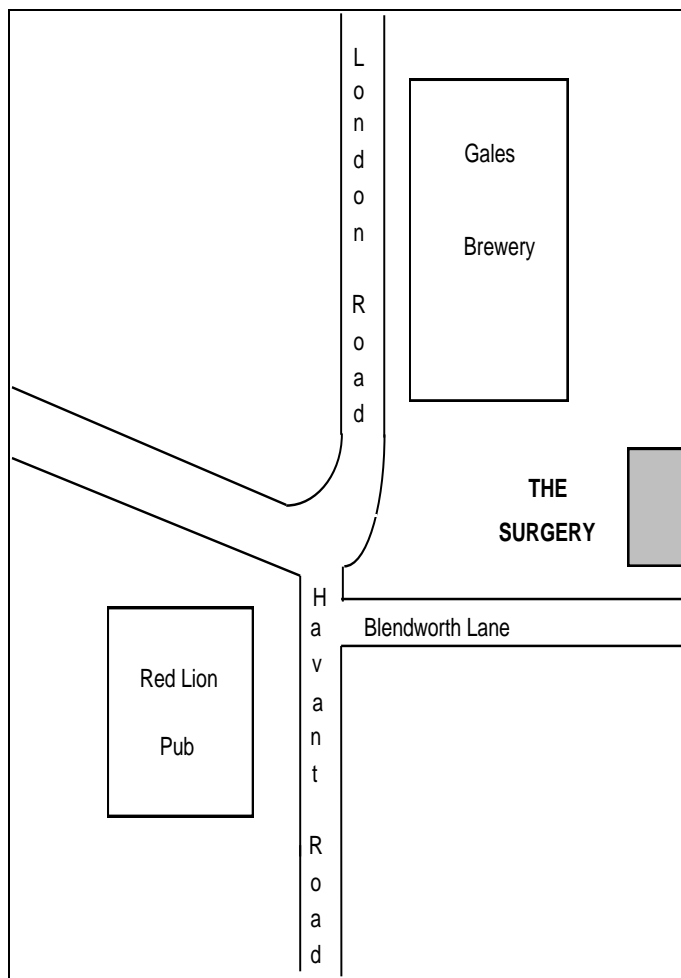 London Road
Gales
Brewery
THE
SURGERY
Havant Road
Blendworth Lane
Red Lion
Pub